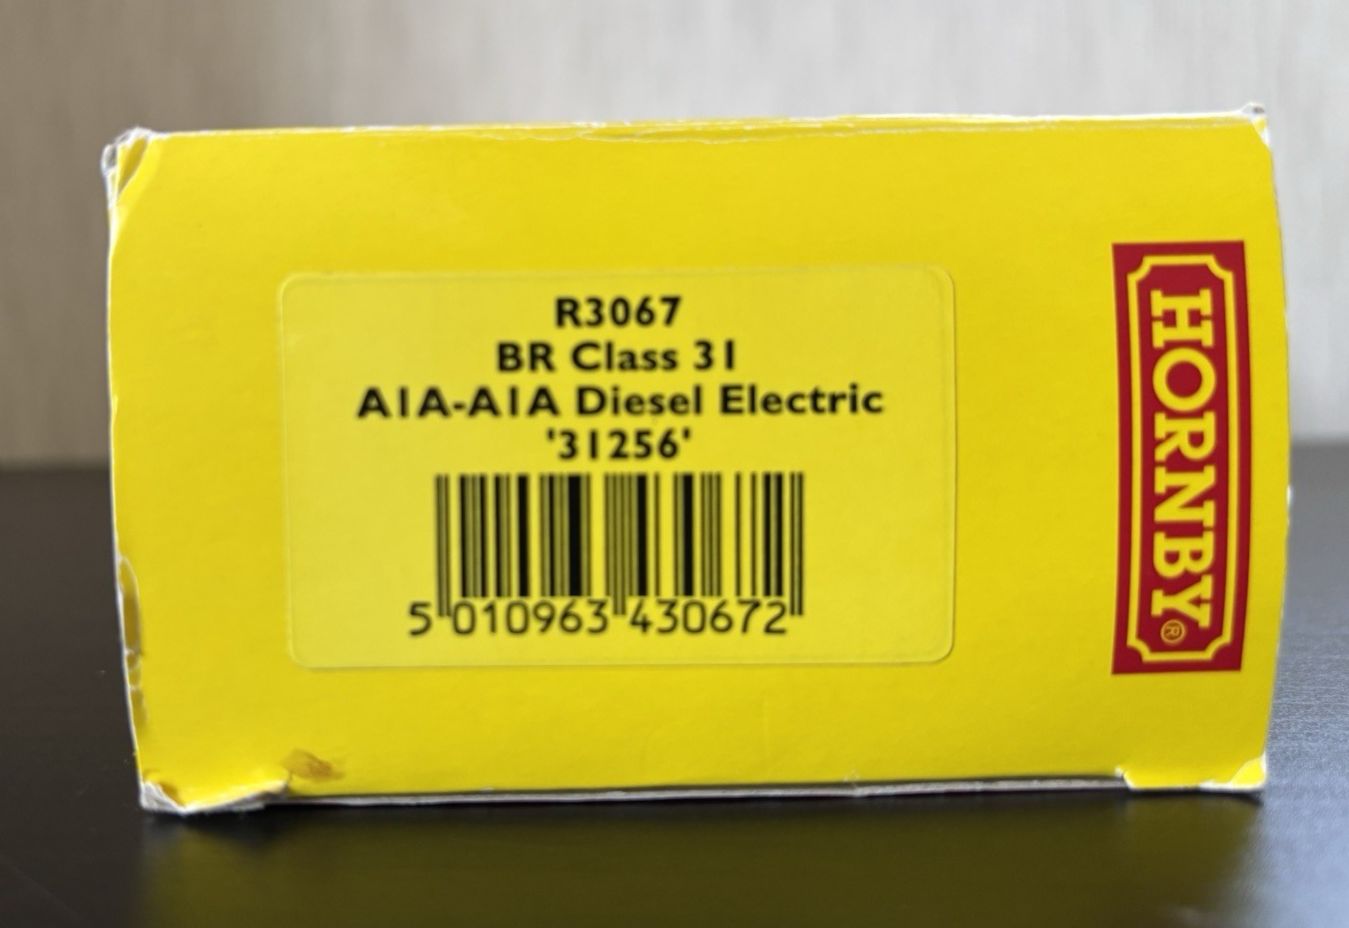 R3067
BR Class 31
A1A-A1A Diesel Electric
'31256'
5 010963 430672
HORNBY®